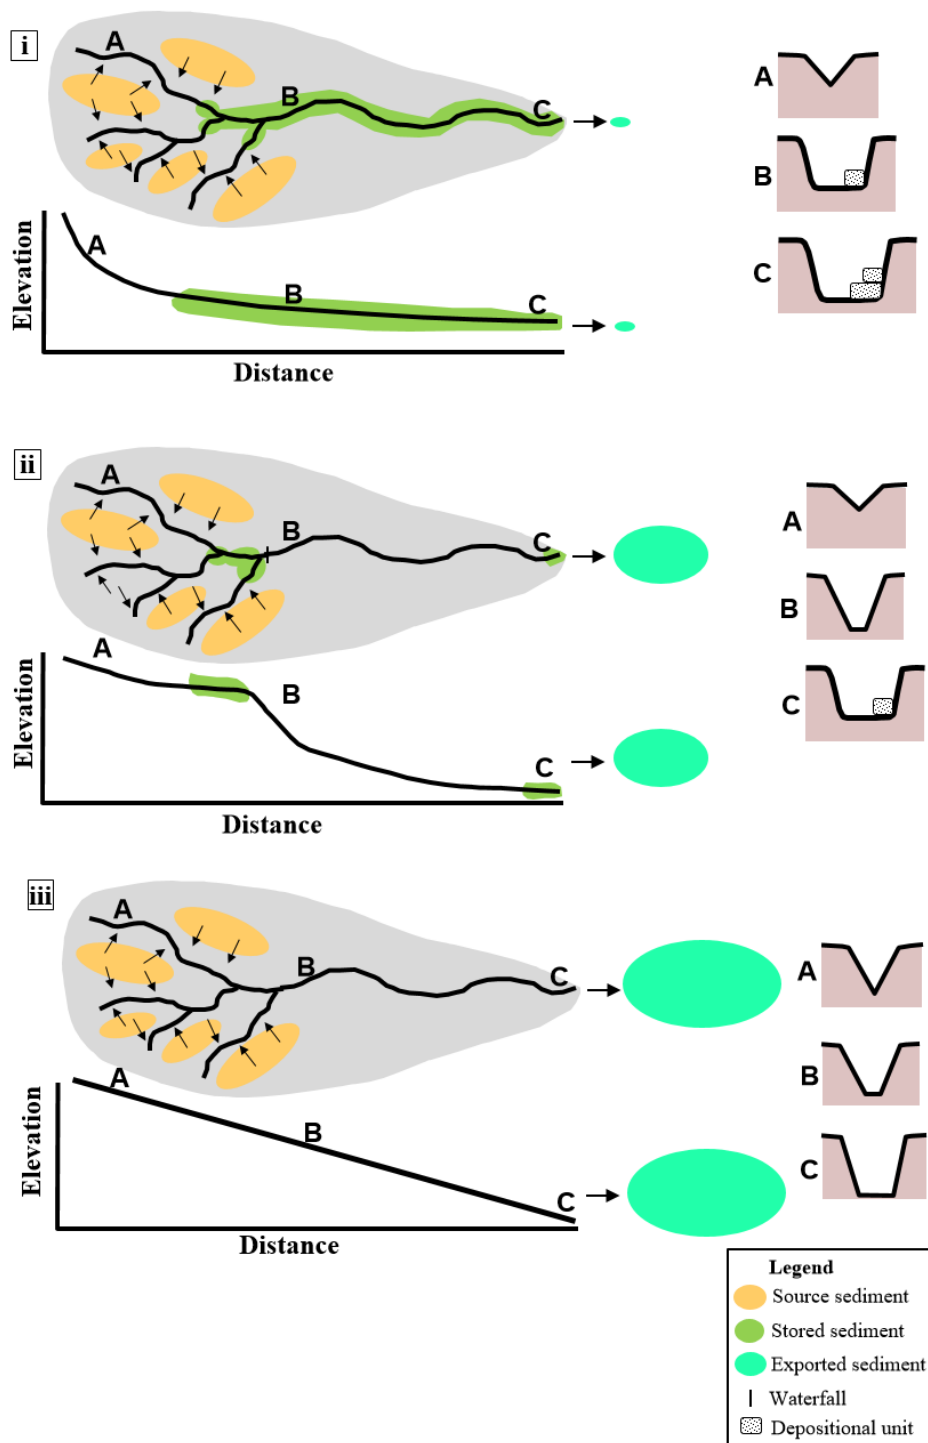 i
A
B
C
A
B
C
Elevation
A
B
C
Distance
ii
A
B
C
A
B
C
Elevation
A
B
C
Distance
iii
A
B
C
A
B
C
Elevation
A
B
C
Distance
Legend
Source sediment
Stored sediment
Exported sediment
Waterfall
Depositional unit